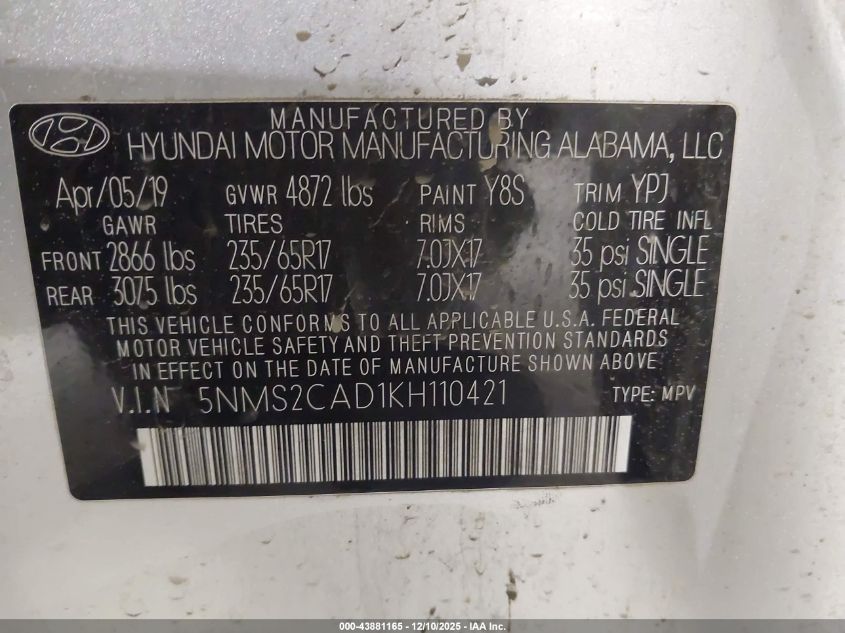 MANUFACTURED BY
HYUNDAI MOTOR MANUFACTURING ALABAMA, LLC
Apr/05/19 GVWR 4872 lbs PAINT Y8S TRIM YPJ
GAWR TIRES RIMS COLD TIRE INFL
FRONT 2866 lbs 235/65R17 7.0JX17 35 psi SINGLE
REAR 3075 lbs 235/65R17 7.0JX17 35 psi SINGLE
THIS VEHICLE CONFORMS TO ALL APPLICABLE U.S.A. FEDERAL
MOTOR VEHICLE SAFETY AND THEFT PREVENTION STANDARDS
IN EFFECT ON THE DATE OF MANUFACTURE SHOWN ABOVE.
V.I.N 5NMS2CAD1KH110421 TYPE: MPV
000-43881165 - 12/10/2025 - IAA Inc.